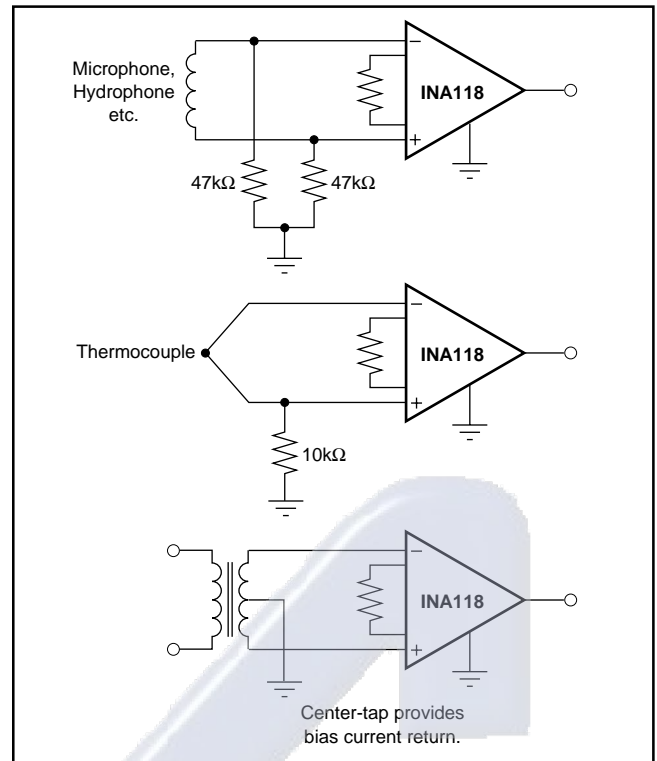 Microphone,
Hydrophone
etc.
−
INA118
+
47kΩ 47kΩ
Thermocouple
−
INA118
+
10kΩ
−
INA118
+
Center-tap provides
bias current return.